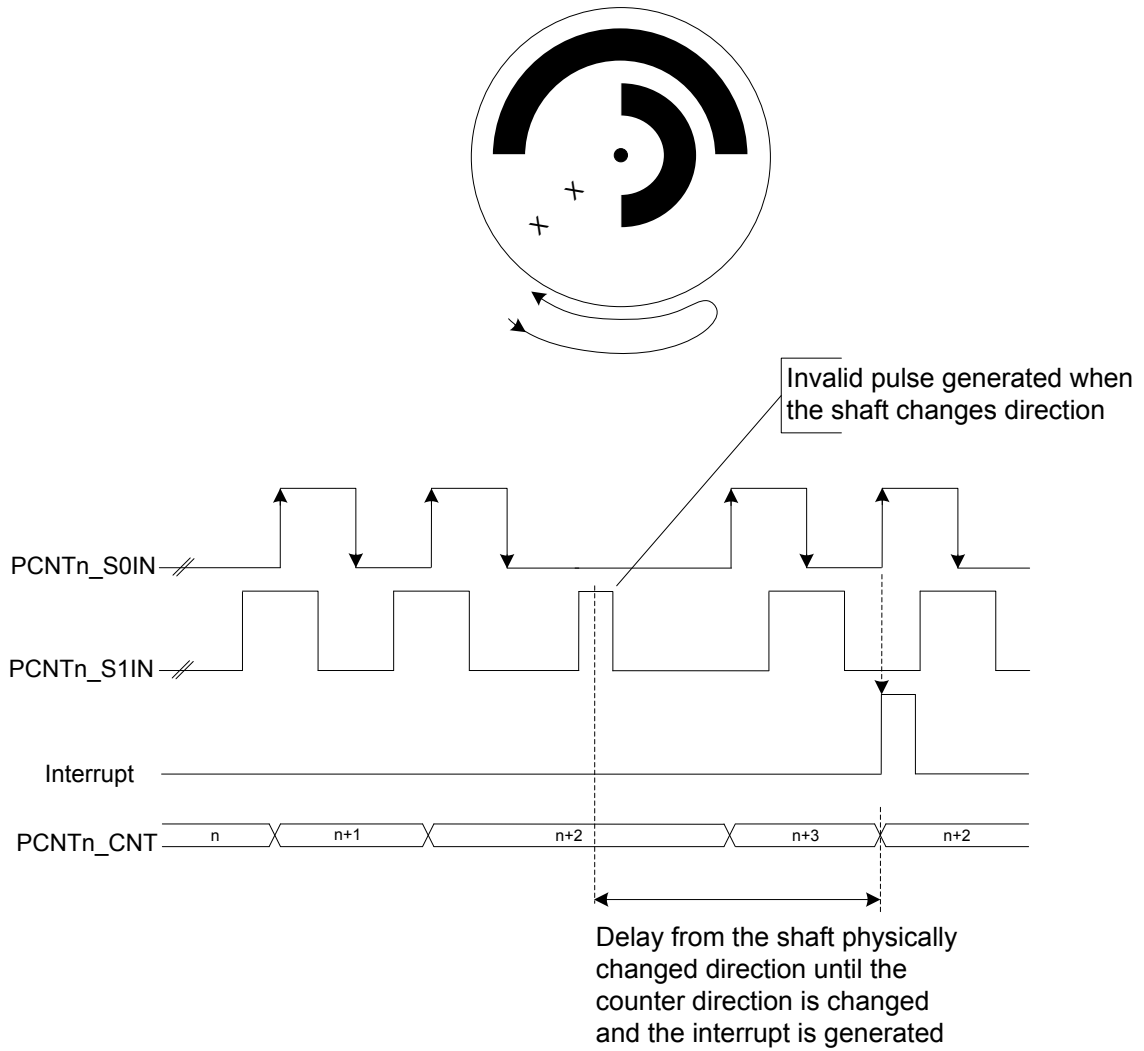 X
X
Invalid pulse generated when
the shaft changes direction
PCNTn_S0IN
PCNTn_S1IN
Interrupt
PCNTn_CNT
n
n+1
n+2
n+3
n+2
Delay from the shaft physically
changed direction until the
counter direction is changed
and the interrupt is generated